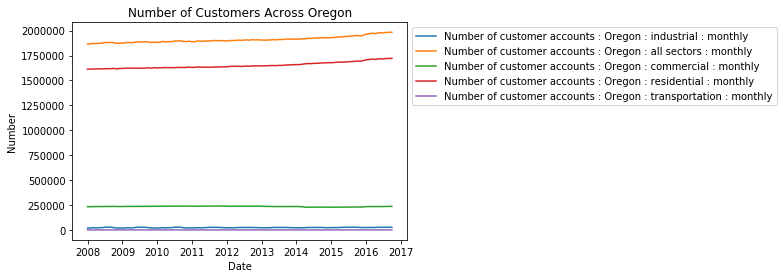 Number of Customers Across Oregon
2000000
1750000
1500000
1250000
1000000
750000
500000
250000
0
Number
2008 2009 2010 2011 2012 2013 2014 2015 2016 2017
Date
Number of customer accounts : Oregon : industrial : monthly
Number of customer accounts : Oregon : all sectors : monthly
Number of customer accounts : Oregon : commercial : monthly
Number of customer accounts : Oregon : residential : monthly
Number of customer accounts : Oregon : transportation : monthly